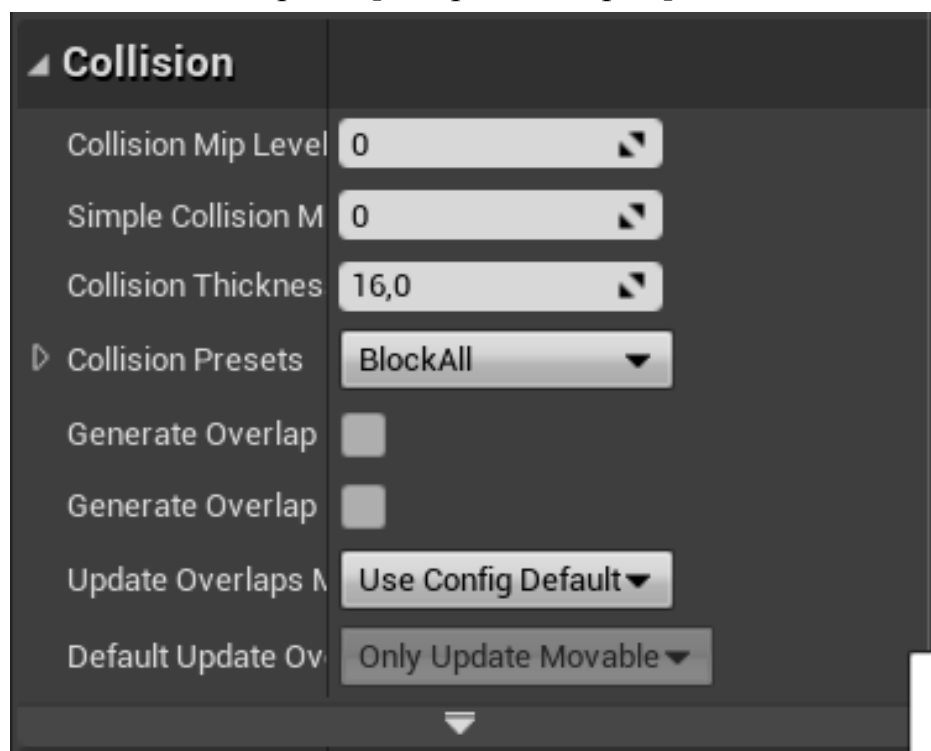 Collision
Collision Mip Level 0
Simple Collision M 0
Collision Thicknes 16,0
Collision Presets BlockAll
Generate Overlap
Generate Overlap
Update Overlaps M Use Config Default
Default Update Ov Only Update Movable